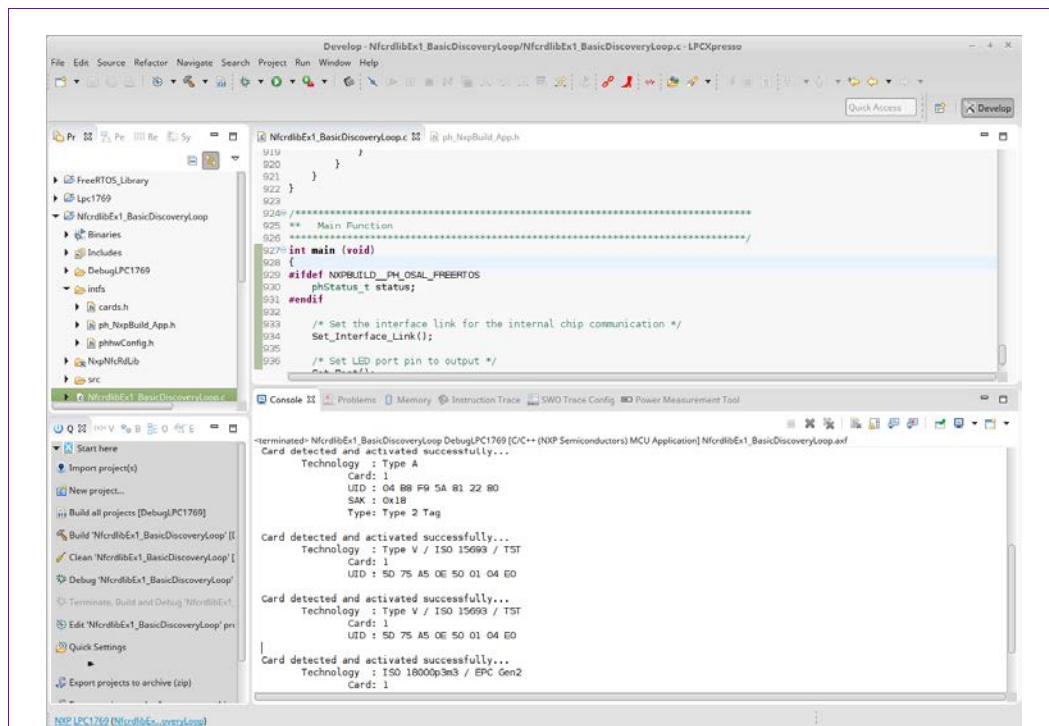 Develop - NfcrdlibEx1_BasicDiscoveryLoop/NfcrdlibEx1_BasicDiscoveryLoop.c - LPCXpresso
File Edit Source Refactor Navigate Search Project Run Window Help
Quick Access
Develop
Pr Pe Re Sy
FreeRTOS_Library
Lpc1769
NfcrdlibEx1_BasicDiscoveryLoop
Binaries
Includes
DebugLPC1769
intfs
cards.h
ph_NxpBuild_App.h
phhwConfig.h
NxpNfcRdLib
src
NfcrdlibEx1_BasicDiscoveryLoop.c
NfcrdlibEx1_BasicDiscoveryLoop.c ph_NxpBuild_App.h
919 }
920 }
921 }
922 }
923
924 /******************************************************************************
925 ** Main Function
926 ******************************************************************************/
927 int main (void)
928 {
929 #ifdef NXPBUILD__PH_OSAL_FREERTOS
930 phStatus_t status;
931 #endif
932
933 /* Set the interface link for the internal chip communication */
934 Set_Interface_Link();
935
936 /* Set LED port pin to output */
Q
Start here
Import project(s)
New project...
Build all projects [DebugLPC1769]
Build 'NfcrdlibEx1_BasicDiscoveryLoop' [
Clean 'NfcrdlibEx1_BasicDiscoveryLoop' [
Debug 'NfcrdlibEx1_BasicDiscoveryLoop'
Terminate, Build and Debug 'NfcrdlibEx1_
Edit 'NfcrdlibEx1_BasicDiscoveryLoop' pro
Quick Settings
Export projects to archive (zip)
Console Problems Memory Instruction Trace SWO Trace Config Power Measurement Tool
<terminated> NfcrdlibEx1_BasicDiscoveryLoop DebugLPC1769 [C/C++ (NXP Semiconductors) MCU Application] NfcrdlibEx1_BasicDiscoveryLoop.axf
Card detected and activated successfully...
Technology : Type A
Card: 1
UID : 04 B8 F9 5A 81 22 80
SAK : 0x18
Type: Type 2 Tag
Card detected and activated successfully...
Technology : Type V / ISO 15693 / T5T
Card: 1
UID : 5D 75 A5 0E 50 01 04 E0
Card detected and activated successfully...
Technology : Type V / ISO 15693 / T5T
Card: 1
UID : 5D 75 A5 0E 50 01 04 E0
Card detected and activated successfully...
Technology : ISO 18000p3m3 / EPC Gen2
Card: 1
NXP LPC1769 (NfcrdlibEx...overyLoop)